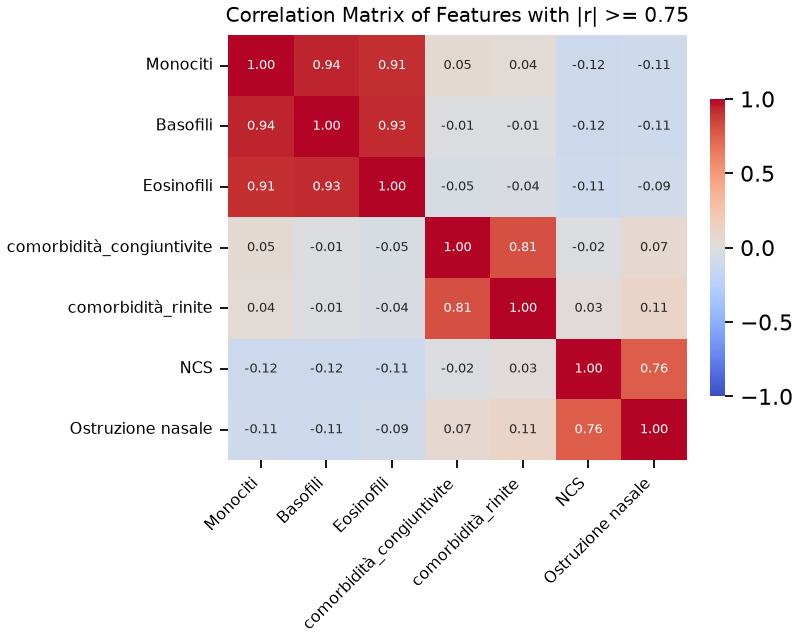 Correlation Matrix of Features with |r| >= 0.75
Monociti 1.00 0.94 0.91 0.05 0.04 -0.12 -0.11
Basofili 0.94 1.00 0.93 -0.01 -0.01 -0.12 -0.11
Eosinofili 0.91 0.93 1.00 -0.05 -0.04 -0.11 -0.09
comorbidità_congiuntivite 0.05 -0.01 -0.05 1.00 0.81 -0.02 0.07
comorbidità_rinite 0.04 -0.01 -0.04 0.81 1.00 0.03 0.11
NCS -0.12 -0.12 -0.11 -0.02 0.03 1.00 0.76
Ostruzione nasale -0.11 -0.11 -0.09 0.07 0.11 0.76 1.00
Monociti
Basofili
Eosinofili
comorbidità_congiuntivite
comorbidità_rinite
NCS
Ostruzione nasale
1.0
0.5
0.0
−0.5
−1.0